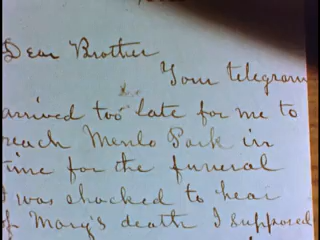 Dear Brother
Your telegram
arrived too late for me to
reach Menlo Park in
time for the funeral
I was shocked to hear
of Mary's death I supposed